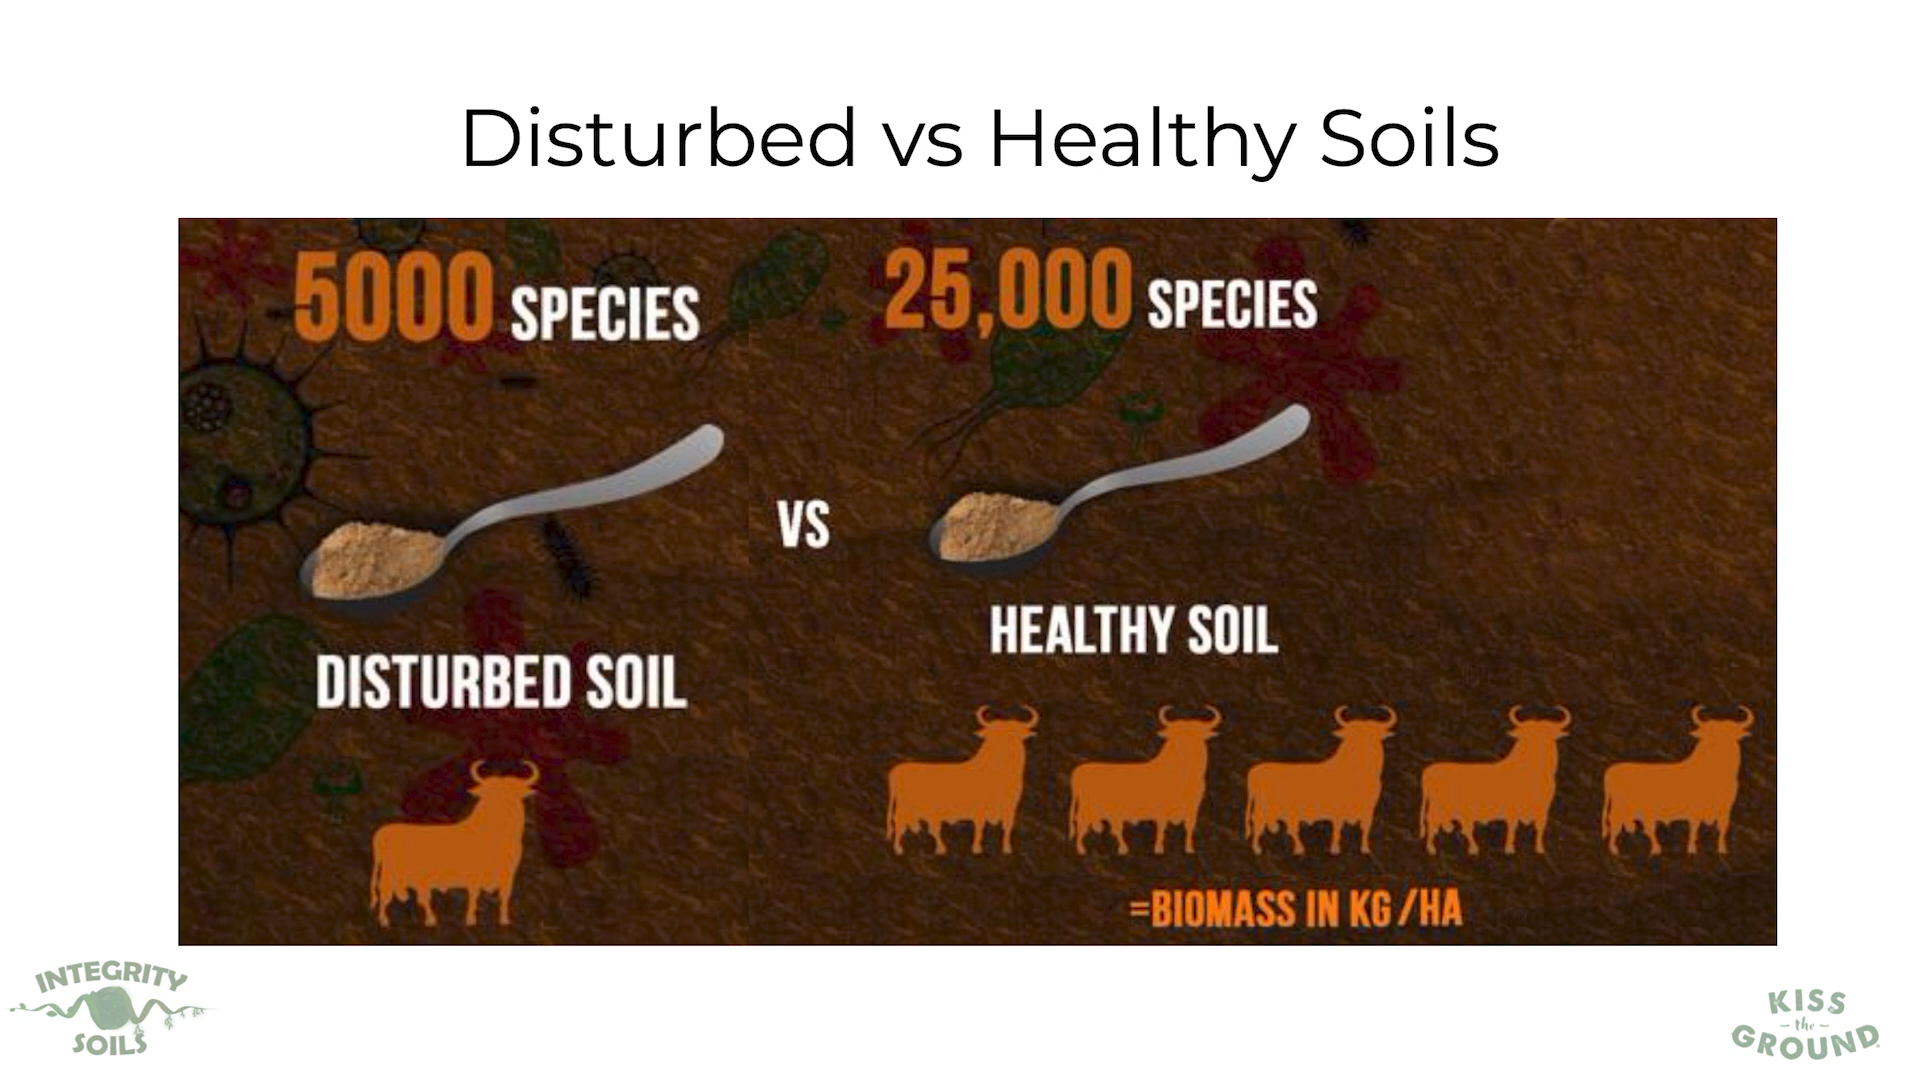 Disturbed vs Healthy Soils
5000 SPECIES
DISTURBED SOIL
VS
25,000 SPECIES
HEALTHY SOIL
=BIOMASS IN KG/HA
INTEGRITY
SOILS
KISS
the
GROUND